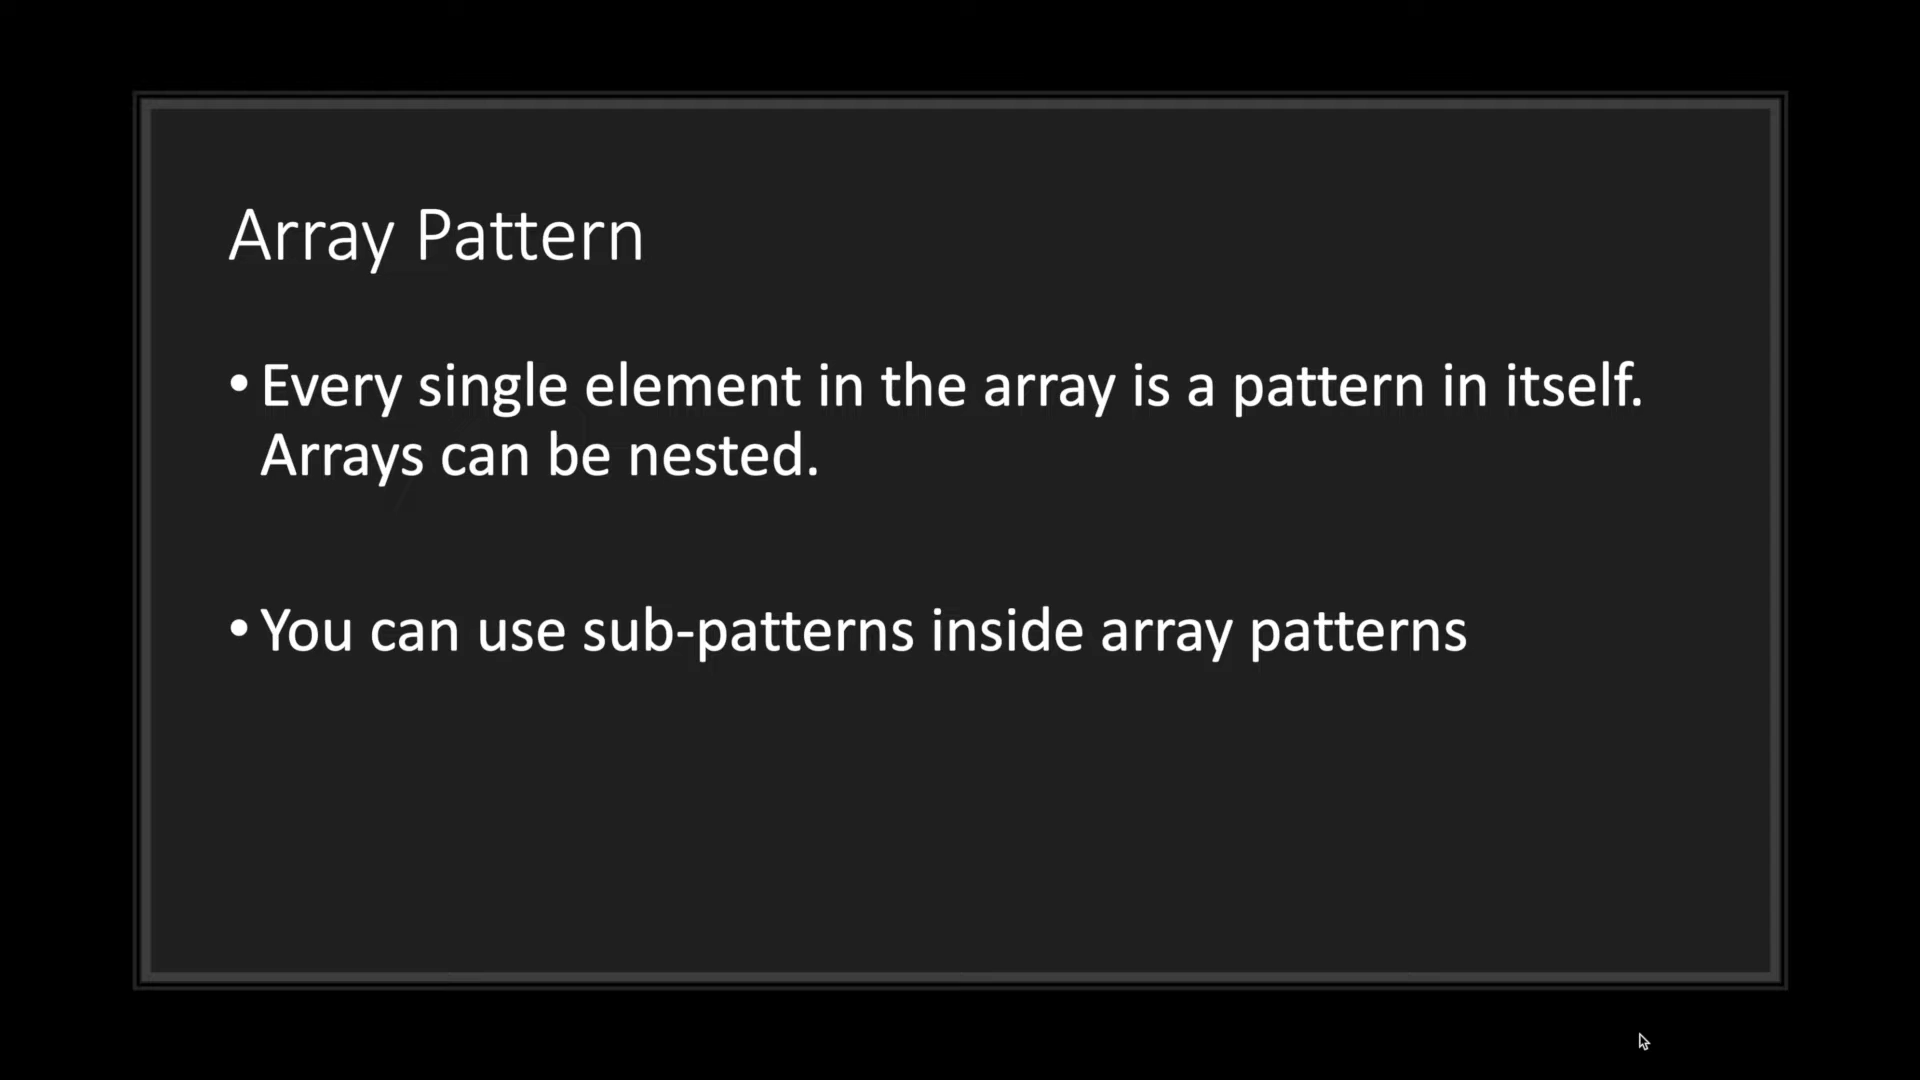 Array Pattern
• Every single element in the array is a pattern in itself.
Arrays can be nested.
• You can use sub-patterns inside array patterns